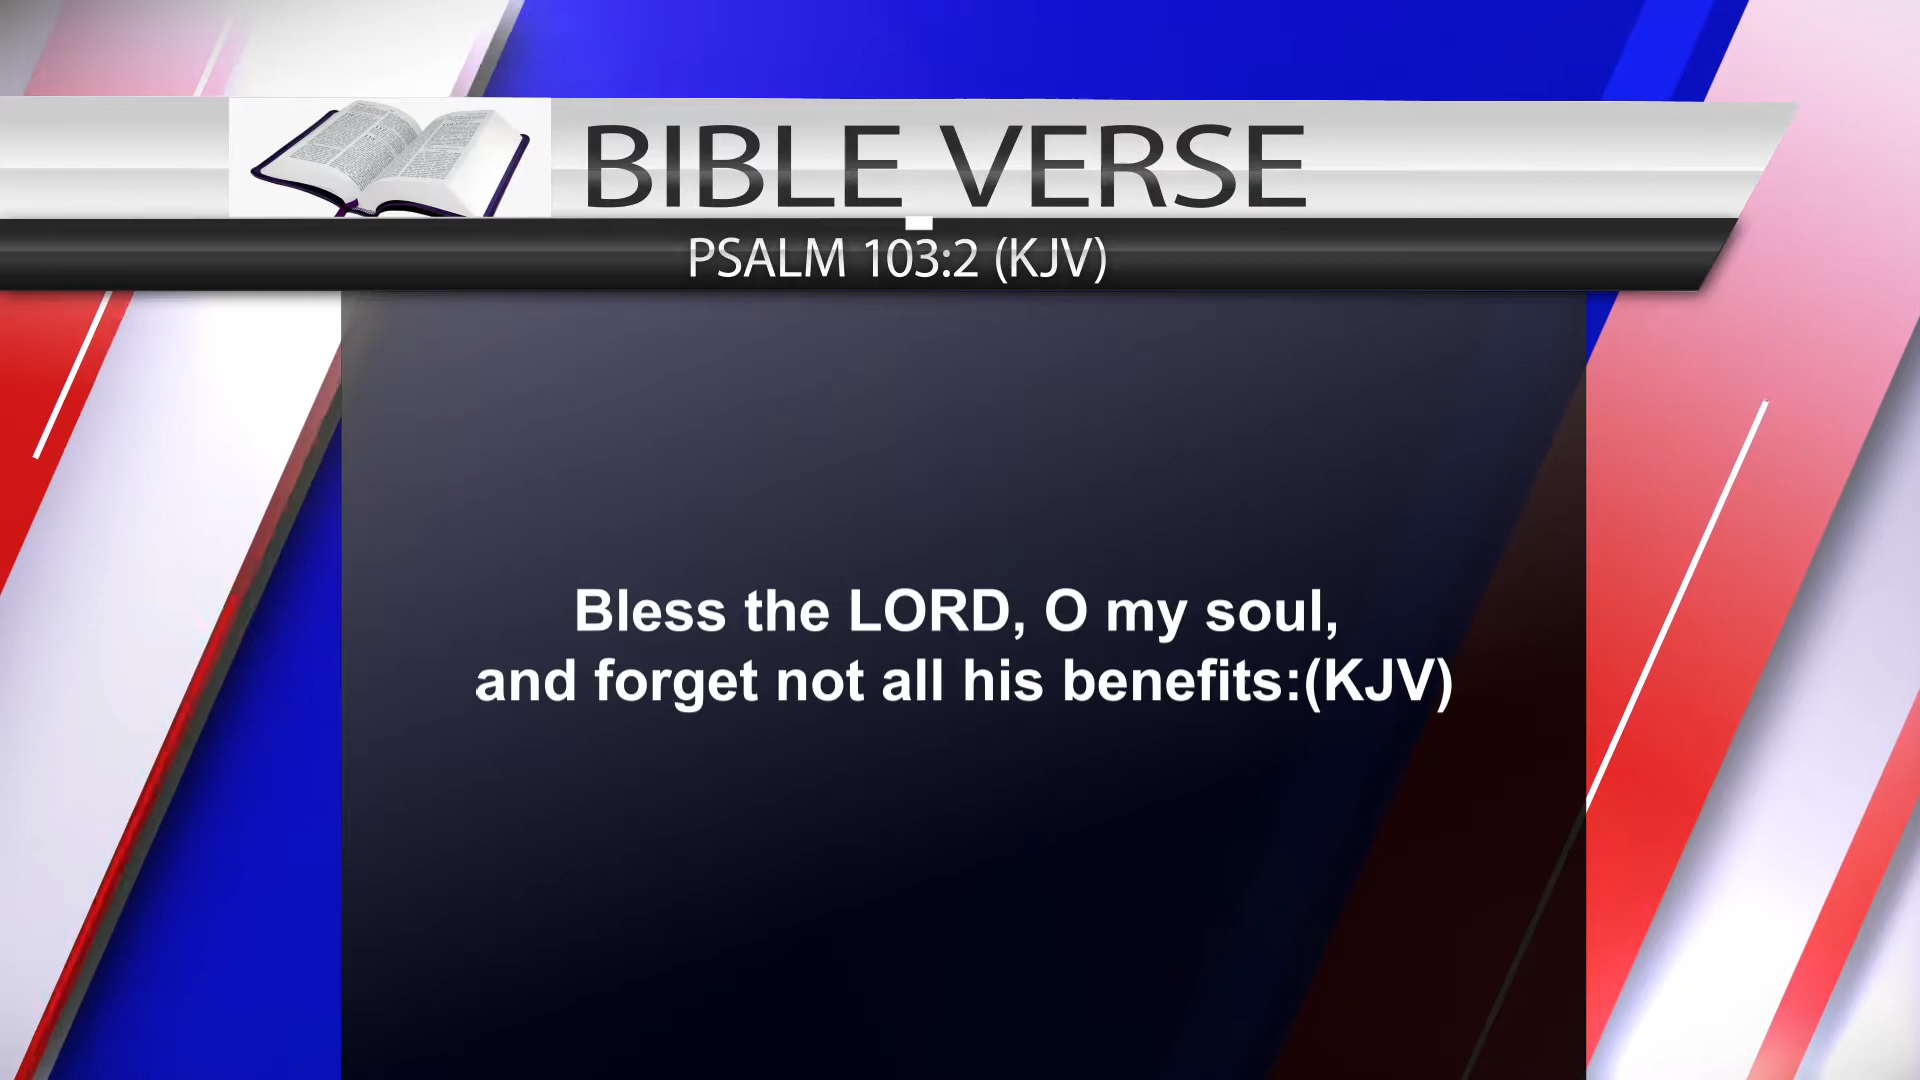 BIBLE VERSE
PSALM 103:2 (KJV)
Bless the LORD, O my soul,
and forget not all his benefits:(KJV)